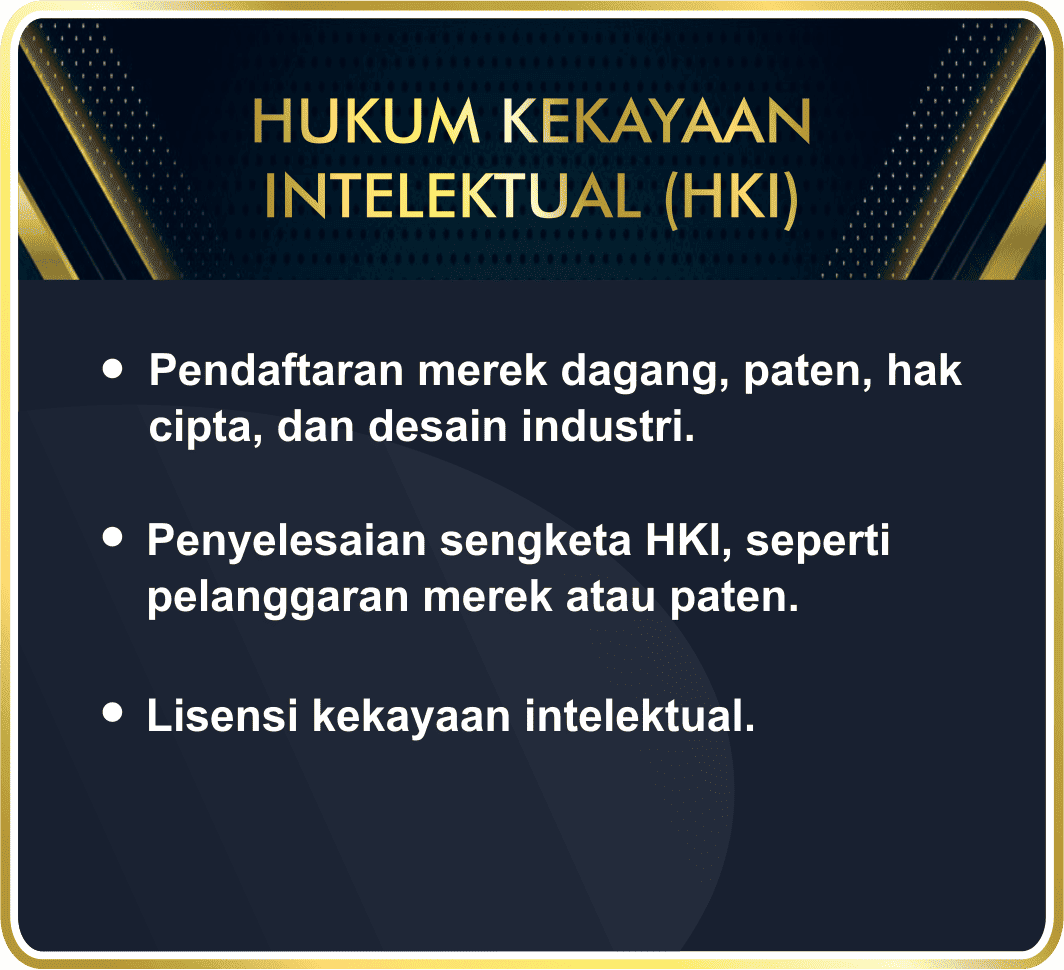 HUKUM KEKAYAAN
INTELEKTUAL (HKI)
• Pendaftaran merek dagang, paten, hak
cipta, dan desain industri.
• Penyelesaian sengketa HKI, seperti
pelanggaran merek atau paten.
• Lisensi kekayaan intelektual.